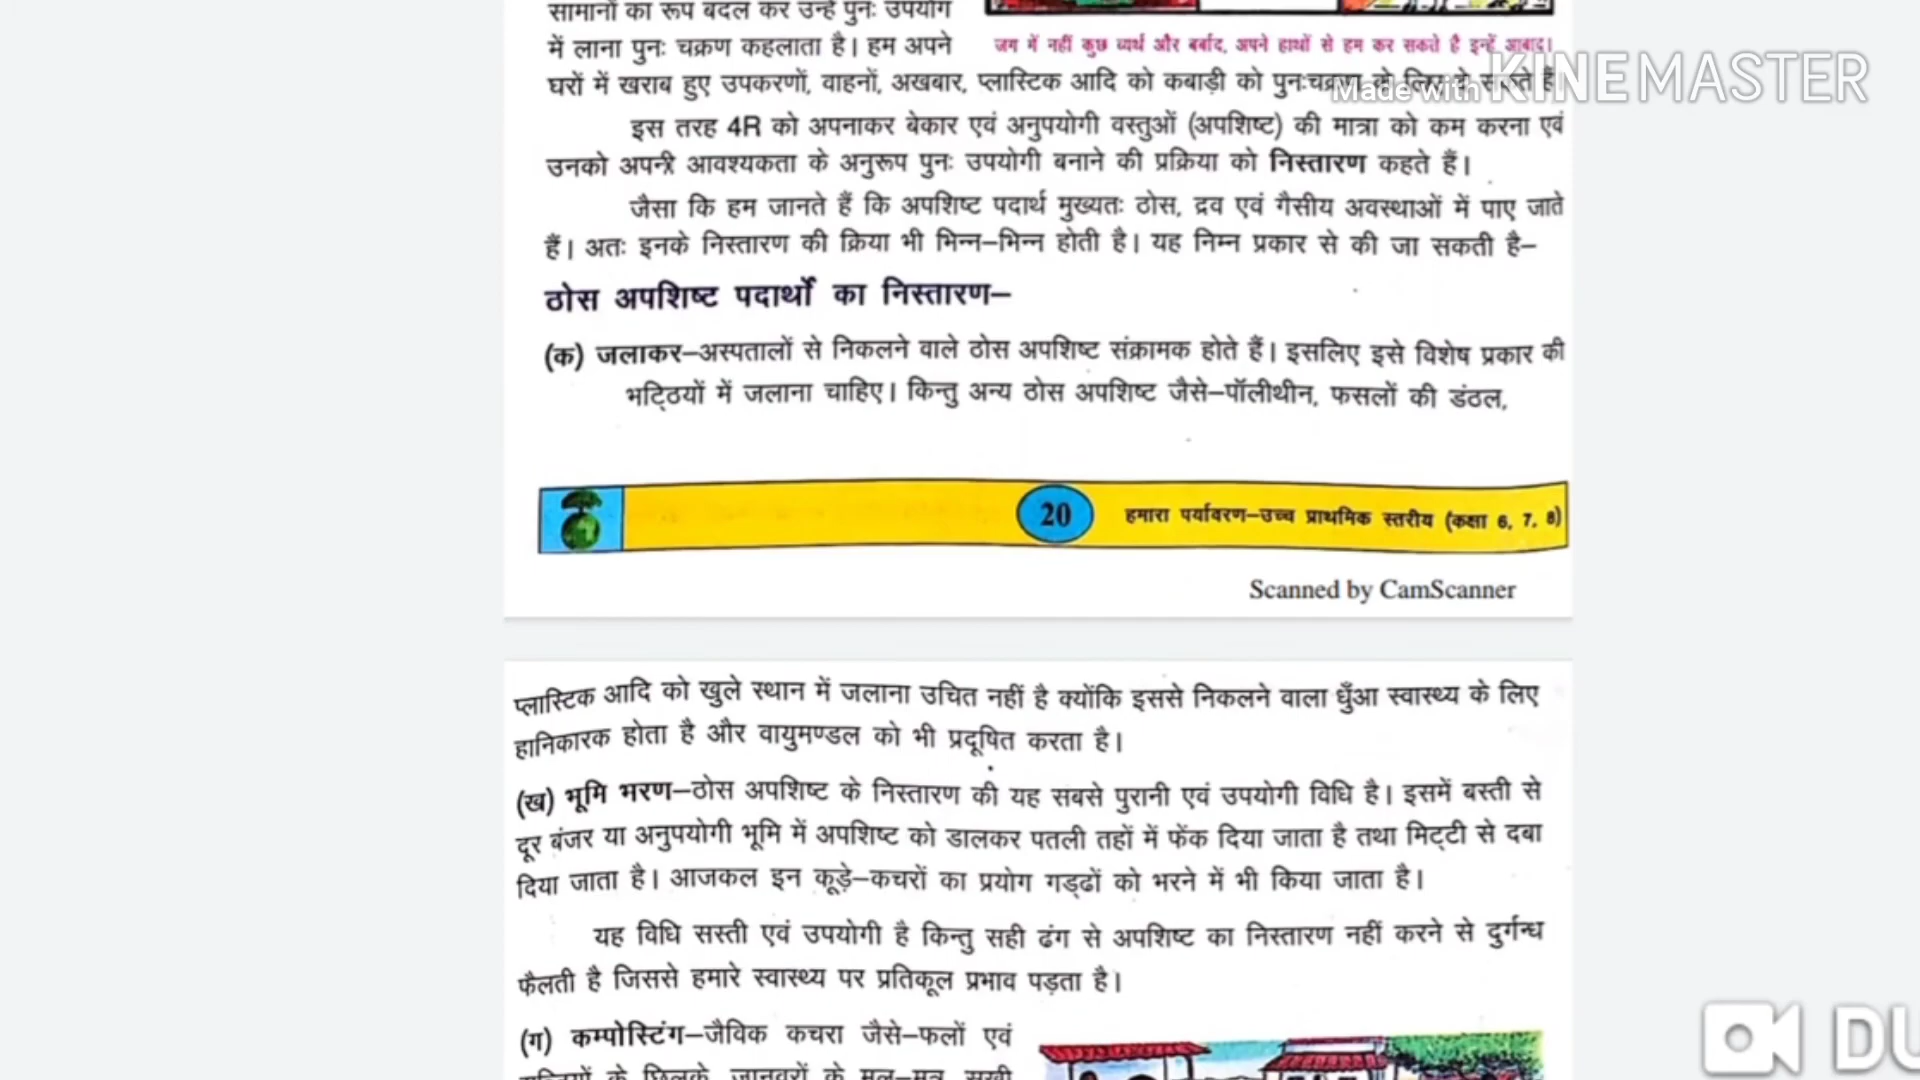 सामानों का रूप बदल कर उन्हें पुनः उपयोग
में लाना पुनः चक्रण कहलाता है। हम अपने
जग में नहीं कुछ व्यर्थ और बर्बाद, अपने हाथों से हम कर सकते है इन्हें आबाद।
घरों में खराब हुए उपकरणों, वाहनों, अखबार, प्लास्टिक आदि को कबाड़ी को पुनःचक्रण के लिए दे सकते हैं।
Made with KINEMASTER
इस तरह 4R को अपनाकर बेकार एवं अनुपयोगी वस्तुओं (अपशिष्ट) की मात्रा को कम करना एवं
उनको अपनी आवश्यकता के अनुरूप पुनः उपयोगी बनाने की प्रक्रिया को निस्तारण कहते हैं।
जैसा कि हम जानते हैं कि अपशिष्ट पदार्थ मुख्यतः ठोस, द्रव एवं गैसीय अवस्थाओं में पाए जाते
हैं। अतः इनके निस्तारण की क्रिया भी भिन्न–भिन्न होती है। यह निम्न प्रकार से की जा सकती है–
ठोस अपशिष्ट पदार्थों का निस्तारण–
(क) जलाकर–अस्पतालों से निकलने वाले ठोस अपशिष्ट संक्रामक होते हैं। इसलिए इसे विशेष प्रकार की
भट्ठियों में जलाना चाहिए। किन्तु अन्य ठोस अपशिष्ट जैसे–पॉलीथीन, फसलों की डंठल,
20 हमारा पर्यावरण–उच्च प्राथमिक स्तरीय (कक्षा 6, 7, 8)
Scanned by CamScanner
प्लास्टिक आदि को खुले स्थान में जलाना उचित नहीं है क्योंकि इससे निकलने वाला धुँआ स्वास्थ्य के लिए
हानिकारक होता है और वायुमण्डल को भी प्रदूषित करता है।
(ख) भूमि भरण–ठोस अपशिष्ट के निस्तारण की यह सबसे पुरानी एवं उपयोगी विधि है। इसमें बस्ती से
दूर बंजर या अनुपयोगी भूमि में अपशिष्ट को डालकर पतली तहों में फेंक दिया जाता है तथा मिट्टी से दबा
दिया जाता है। आजकल इन कूड़े–कचरों का प्रयोग गड्ढों को भरने में भी किया जाता है।
यह विधि सस्ती एवं उपयोगी है किन्तु सही ढंग से अपशिष्ट का निस्तारण नहीं करने से दुर्गन्ध
फैलती है जिससे हमारे स्वास्थ्य पर प्रतिकूल प्रभाव पड़ता है।
(ग) कम्पोस्टिंग–जैविक कचरा जैसे–फलों एवं
के छिलके, जानवरों के मल–मूत्र, सूखी
DU